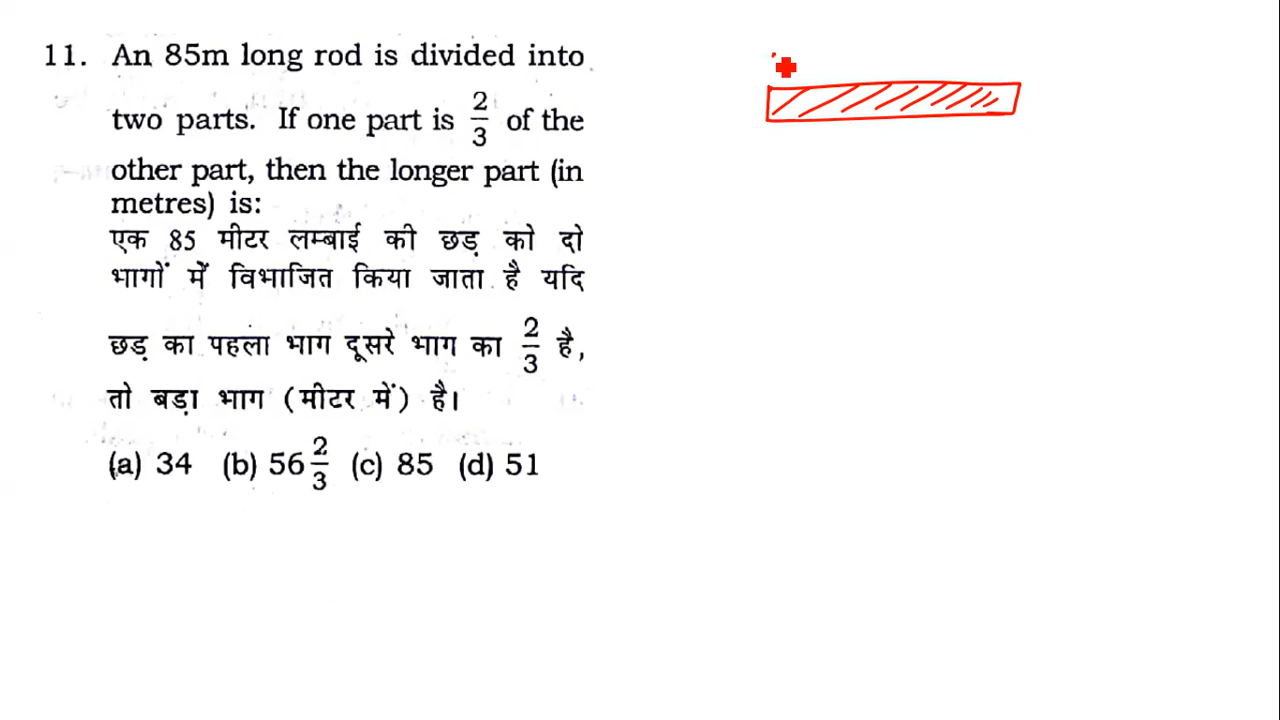 11. An 85m long rod is divided into
two parts. If one part is 2/3 of the
other part, then the longer part (in
metres) is:
एक 85 मीटर लम्बाई की छड़ को दो
भागों में विभाजित किया जाता है यदि
छड़ का पहला भाग दूसरे भाग का 2/3 है,
तो बड़ा भाग (मीटर में) है।
(a) 34 (b) 56 2/3 (c) 85 (d) 51